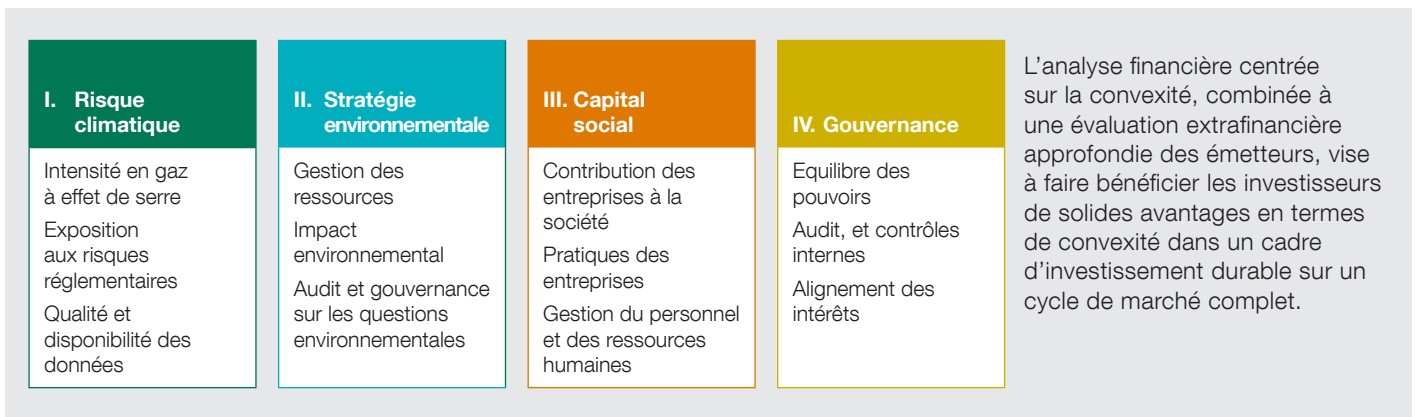 I. Risque
climatique
Intensité en gaz
à effet de serre
Exposition
aux risques
réglementaires
Qualité et
disponibilité des
données
II. Stratégie
environnementale
Gestion des
ressources
Impact
environnemental
Audit et gouvernance
sur les questions
environnementales
III. Capital
social
Contribution des
entreprises à la
société
Pratiques des
entreprises
Gestion du personnel
et des ressources
humaines
IV. Gouvernance
Equilibre des
pouvoirs
Audit, et contrôles
internes
Alignement des
intérêts
L’analyse financière centrée
sur la convexité, combinée à
une évaluation extrafinancière
approfondie des émetteurs, vise
à faire bénéficier les investisseurs
de solides avantages en termes
de convexité dans un cadre
d’investissement durable sur un
cycle de marché complet.